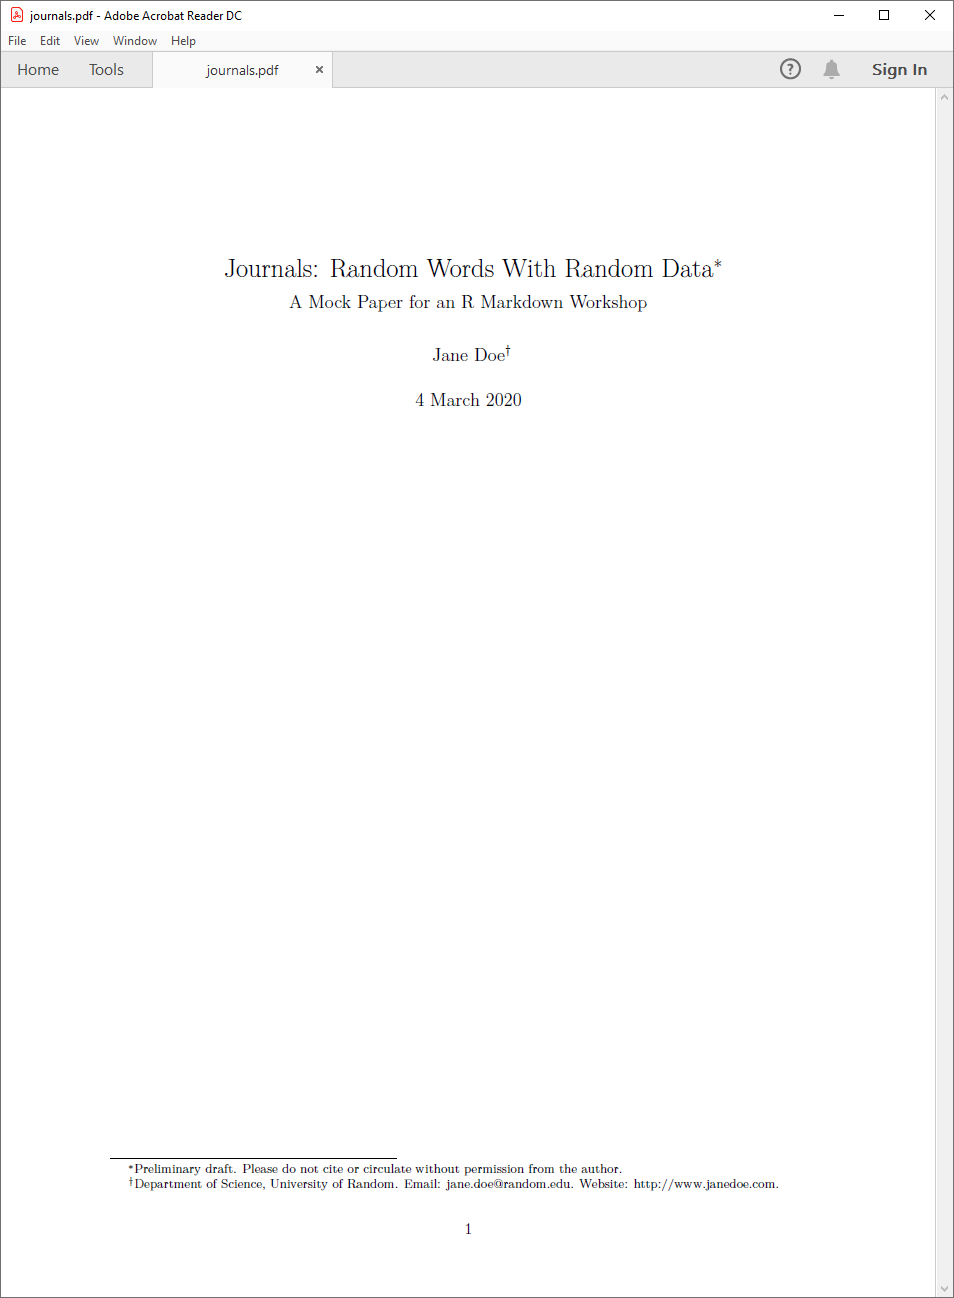 journals.pdf - Adobe Acrobat Reader DC
File Edit View Window Help
Home Tools journals.pdf × ? Sign In
Journals: Random Words With Random Data*
A Mock Paper for an R Markdown Workshop
Jane Doe†
4 March 2020
*Preliminary draft. Please do not cite or circulate without permission from the author.
†Department of Science, University of Random. Email: jane.doe@random.edu. Website: http://www.janedoe.com.
1